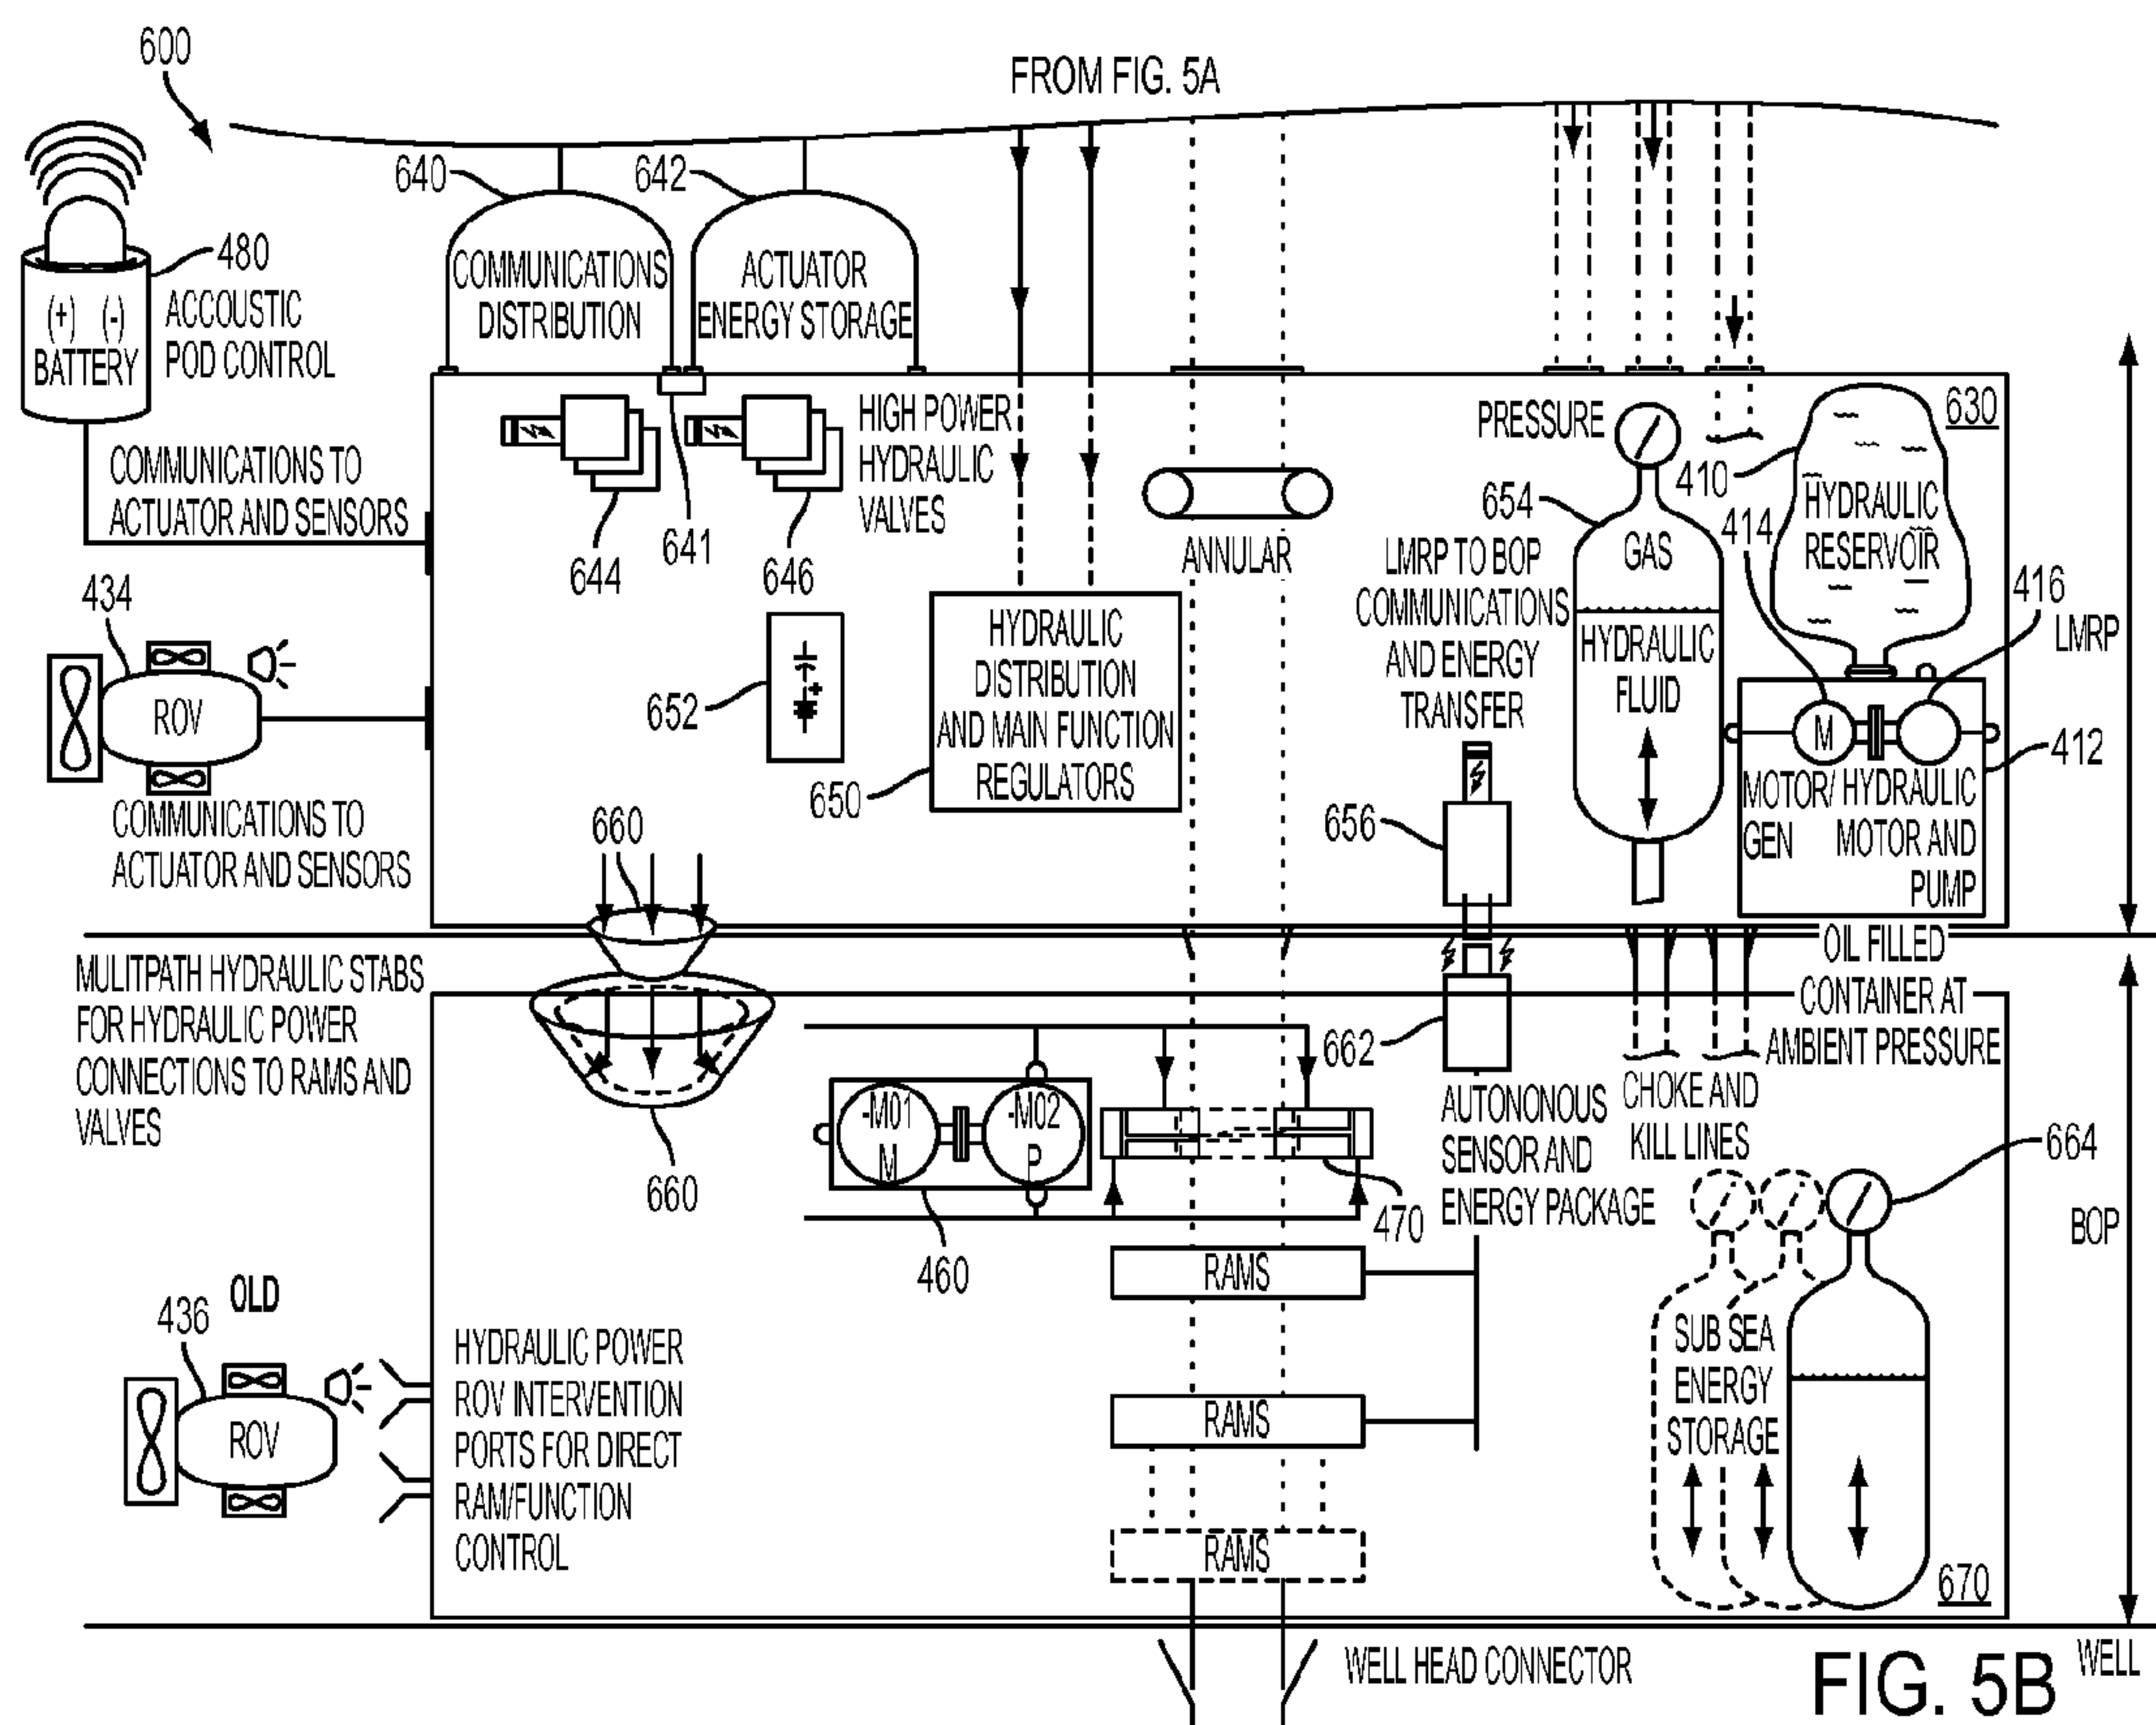 600
FROM FIG. 5A
640
642
480
COMMUNICATIONS
DISTRIBUTION
ACTUATOR
ENERGY STORAGE
(+) (-)
BATTERY
ACCOUSTIC
POD CONTROL
COMMUNICATIONS TO
ACTUATOR AND SENSORS
HIGH POWER
HYDRAULIC
VALVES
644
641
646
ANNULAR
PRESSURE
630
410
654
414
GAS
HYDRAULIC
RESERVOIR
416
LMRP
LMRP TO BOP
COMMUNICATIONS
AND ENERGY
TRANSFER
HYDRAULIC
FLUID
434
ROV
COMMUNICATIONS TO
ACTUATOR AND SENSORS
652
HYDRAULIC
DISTRIBUTION
AND MAIN FUNCTION
REGULATORS
650
660
656
M
412
MOTOR/
GEN
HYDRAULIC
MOTOR AND
PUMP
OIL FILLED
CONTAINER AT
AMBIENT PRESSURE
MULITPATH HYDRAULIC STABS
FOR HYDRAULIC POWER
CONNECTIONS TO RAMS AND
VALVES
660
-M01
M
-M02
P
460
470
662
AUTONONOUS
SENSOR AND
ENERGY PACKAGE
CHOKE AND
KILL LINES
664
BOP
RAMS
RAMS
RAMS
OLD
436
ROV
HYDRAULIC POWER
ROV INTERVENTION
PORTS FOR DIRECT
RAM/FUNCTION
CONTROL
SUB SEA
ENERGY
STORAGE
670
WELL HEAD CONNECTOR
FIG. 5B
WELL